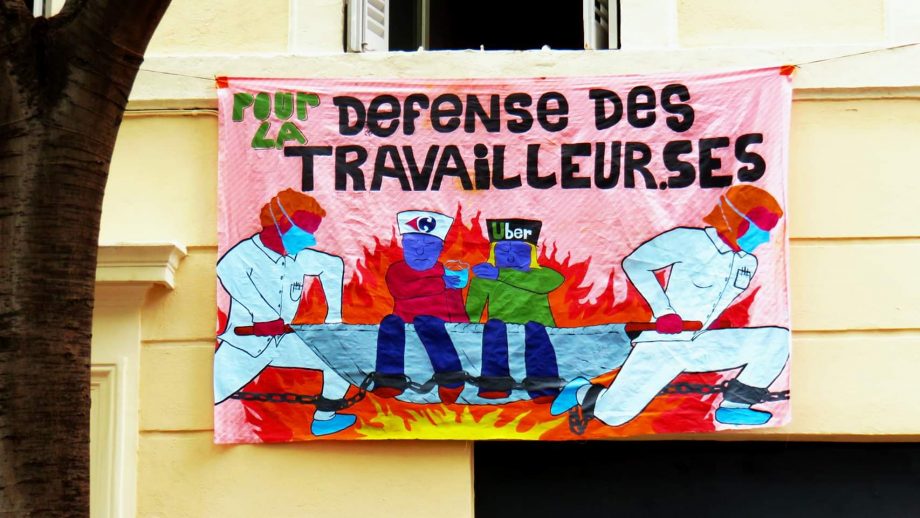 POUR LA DEFENSE DES
TRAVAILLEUR.SES
Uber